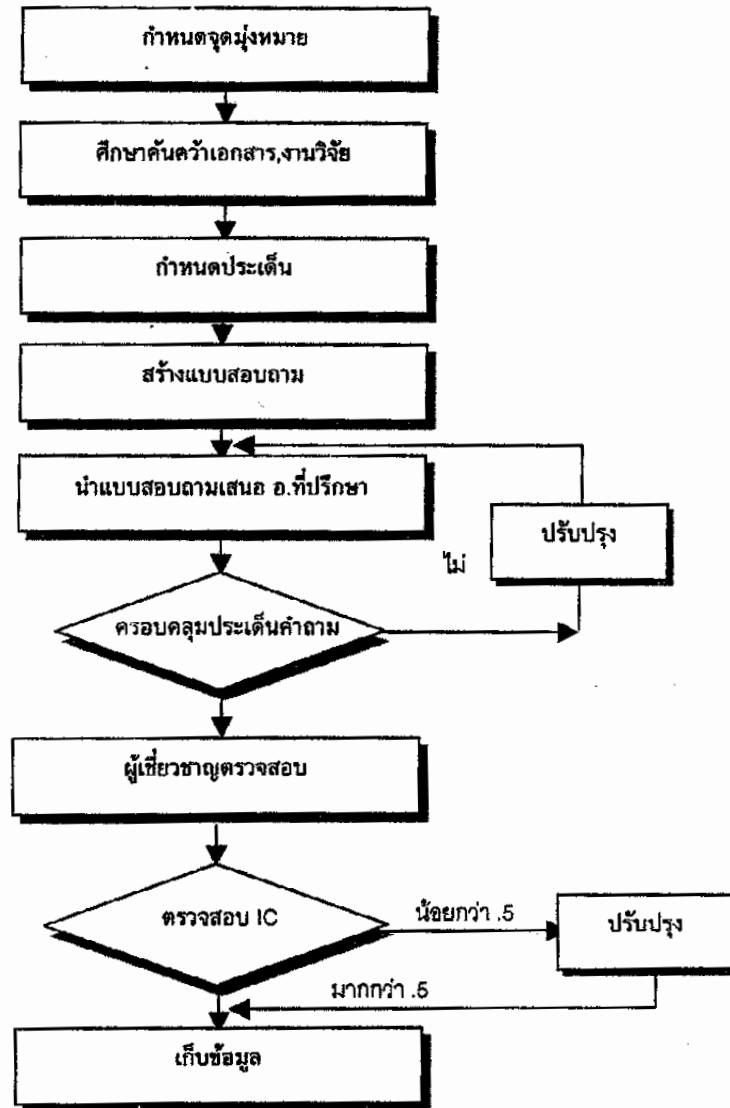 กำหนดจุดมุ่งหมาย
ศึกษาค้นคว้าเอกสาร,งานวิจัย
กำหนดประเด็น
สร้างแบบสอบถาม
นำแบบสอบถามเสนอ อ.ที่ปรึกษา
ปรับปรุง
ไม่
ครอบคลุมประเด็นคำถาม
ผู้เชี่ยวชาญตรวจสอบ
ตรวจสอบ IC
น้อยกว่า .5
ปรับปรุง
มากกว่า .5
เก็บข้อมูล